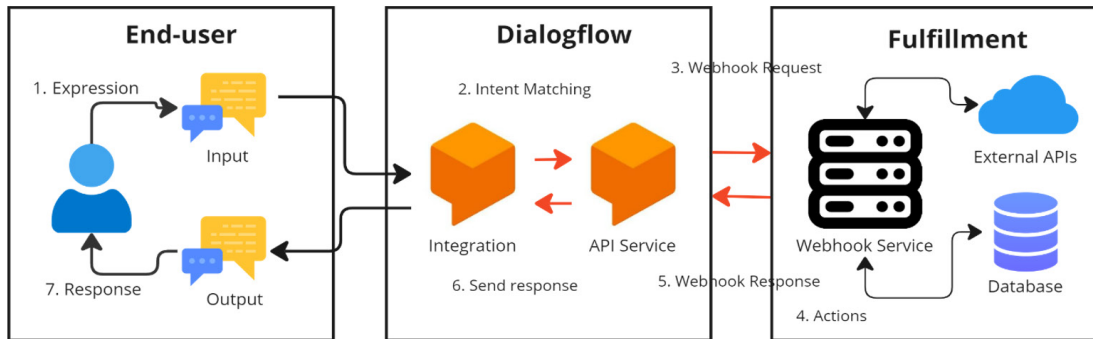 End-user
1. Expression
Input
7. Response
Output
Dialogflow
2. Intent Matching
Integration
API Service
6. Send response
3. Webhook Request
5. Webhook Response
Fulfillment
External APIs
Webhook Service
Database
4. Actions